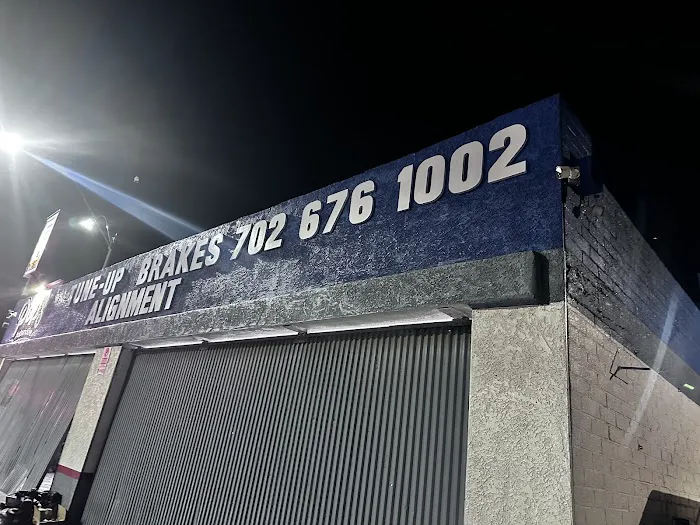 TUNE-UP BRAKES 702 676 1002
ALIGNMENT